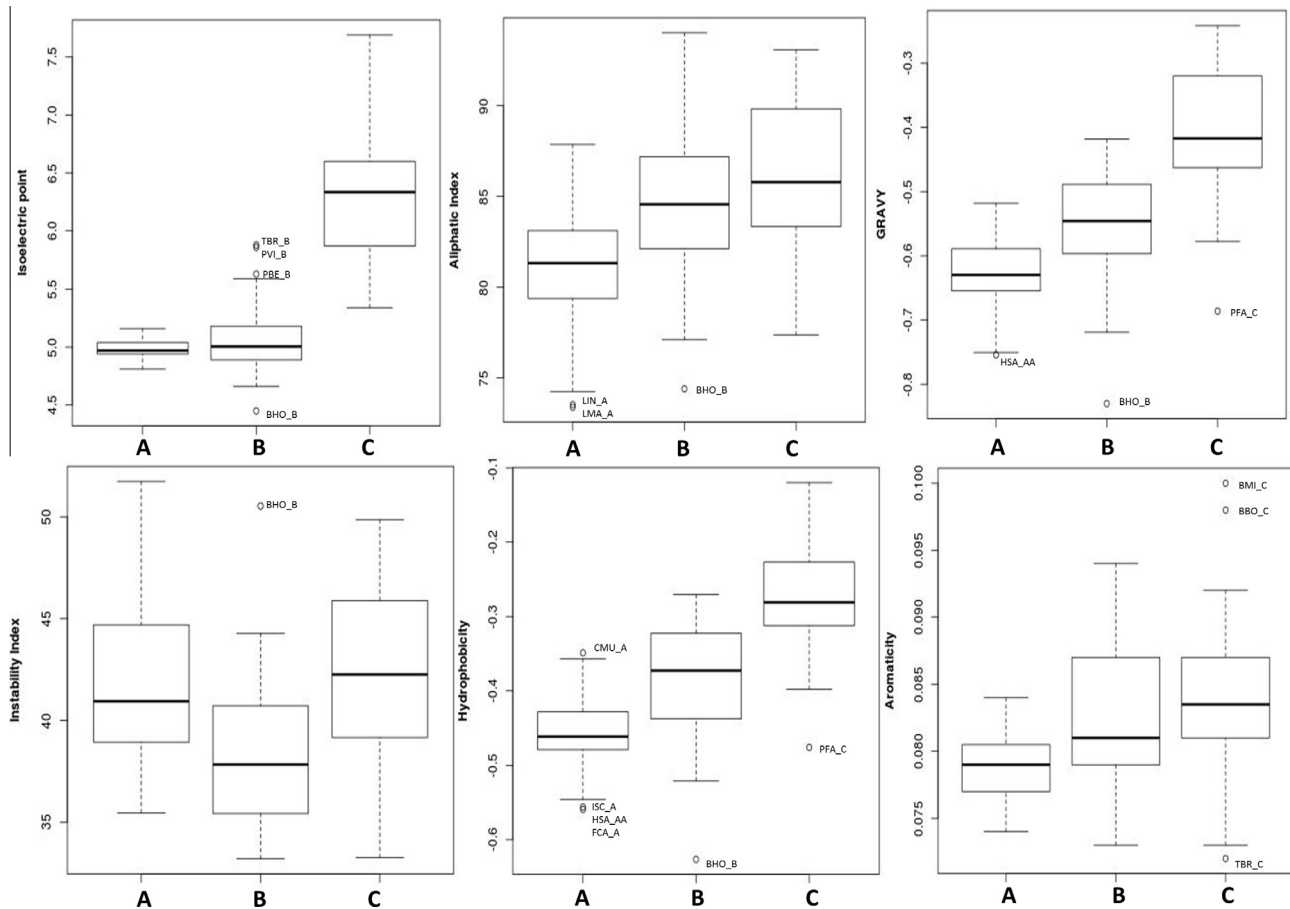 Isoelectric point
7.5
7.0
6.5
6.0
5.5
5.0
4.5
TBR_B
PVI_B
PBE_B
BHO_B
A B C
Aliphatic Index
90
85
80
75
LIN_A
LMA_A
BHO_B
A B C
GRAVY
-0.3
-0.4
-0.5
-0.6
-0.7
-0.8
HSA_AA
BHO_B
PFA_C
A B C
Instability Index
50
45
40
35
BHO_B
A B C
Hydrophobicity
-0.1
-0.2
-0.3
-0.4
-0.5
-0.6
CMU_A
ISC_A
HSA_AA
FCA_A
BHO_B
PFA_C
A B C
Aromaticity
0.100
0.095
0.090
0.085
0.080
0.075
BMI_C
BBO_C
TBR_C
A B C